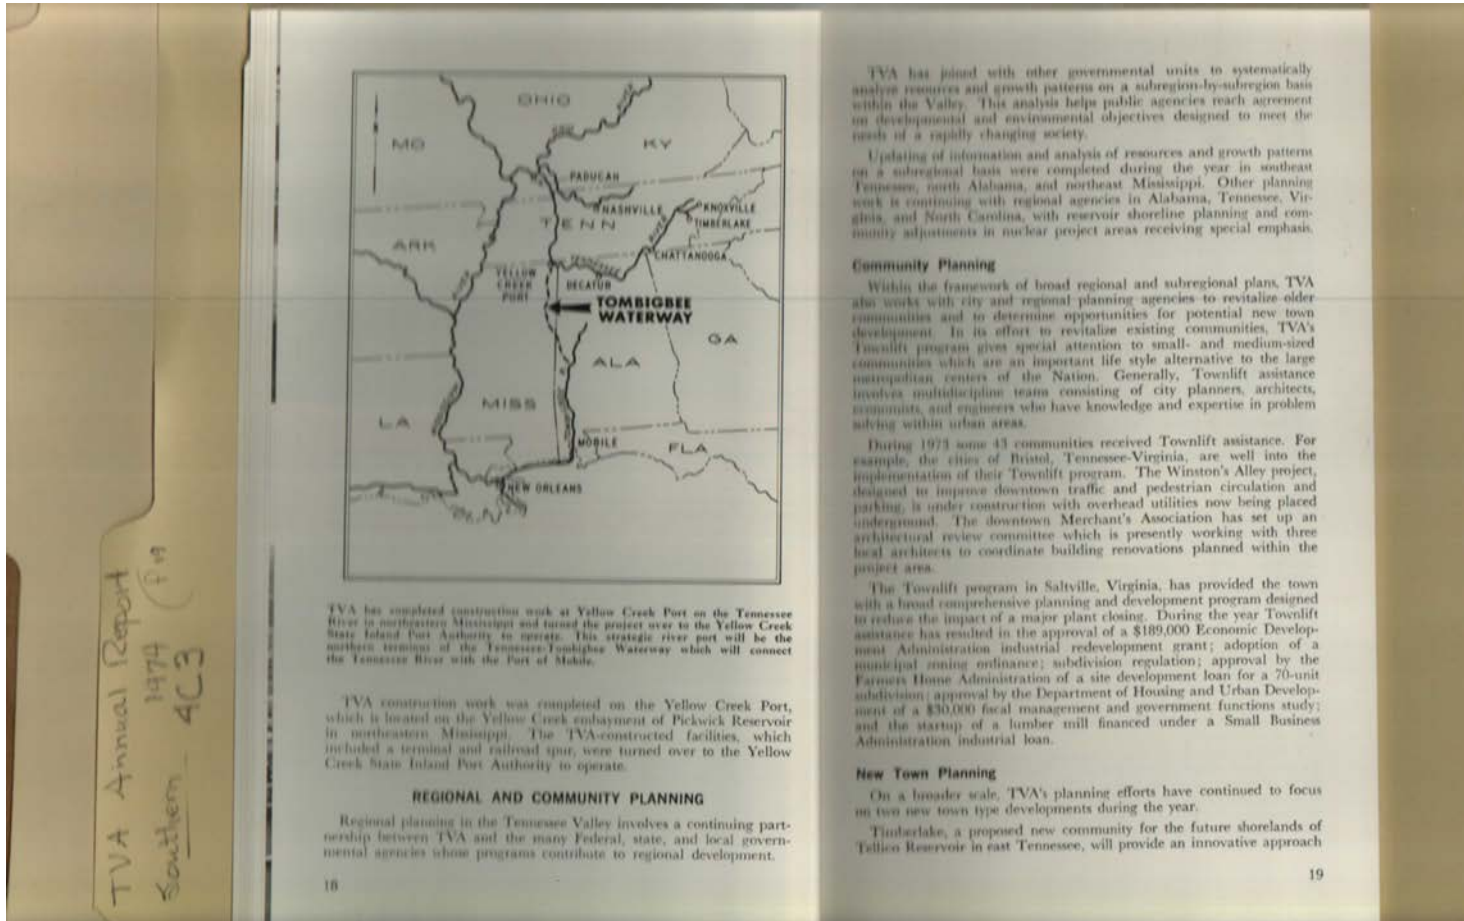 TVA Annual Report
1974 (P 19
Southern 4C3
OHIO
MO
KY
OHIO
RIVER
PADUCAH
NASHVILLE
KNOXVILLE
TENN
TIMBERLAKE
ARK
RIVER
CHATTANOOGA
TENNESSEE
YELLOW
CREEK
PORT
DECATUR
TOMBIGBEE
WATERWAY
GA
ALA
MISS
LA
MOBILE
FLA
NEW ORLEANS
TVA has completed construction work at Yellow Creek Port on the Tennessee
River in northeastern Mississippi and turned the project over to the Yellow Creek
State Inland Port Authority to operate. This strategic river port will be the
northern terminus of the Tennessee-Tombigbee Waterway which will connect
the Tennessee River with the Port of Mobile.
TVA construction work was completed on the Yellow Creek Port,
which is located on the Yellow Creek embayment of Pickwick Reservoir
in northeastern Mississippi. The TVA-constructed facilities, which
included a terminal and railroad spur, were turned over to the Yellow
Creek State Inland Port Authority to operate.
REGIONAL AND COMMUNITY PLANNING
Regional planning in the Tennessee Valley involves a continuing part-
nership between TVA and the many Federal, state, and local govern-
mental agencies whose programs contribute to regional development.
18
TVA has joined with other governmental units to systematically
analyze resources and growth patterns on a subregion-by-subregion basis
within the Valley. This analysis helps public agencies reach agreement
on developmental and environmental objectives designed to meet the
needs of a rapidly changing society.
Updating of information and analysis of resources and growth patterns
on a subregional basis were completed during the year in southeast
Tennessee, north Alabama, and northeast Mississippi. Other planning
work is continuing with regional agencies in Alabama, Tennessee, Vir-
ginia, and North Carolina, with reservoir shoreline planning and com-
munity adjustments in nuclear project areas receiving special emphasis.
Community Planning
Within the framework of broad regional and subregional plans, TVA
also works with city and regional planning agencies to revitalize older
communities and to determine opportunities for potential new town
development. In its effort to revitalize existing communities, TVA's
Townlift program gives special attention to small- and medium-sized
communities which are an important life style alternative to the large
metropolitan centers of the Nation. Generally, Townlift assistance
involves multidiscipline teams consisting of city planners, architects,
economists, and engineers who have knowledge and expertise in problem
solving within urban areas.
During 1973 some 43 communities received Townlift assistance. For
example, the cities of Bristol, Tennessee-Virginia, are well into the
implementation of their Townlift program. The Winston's Alley project,
designed to improve downtown traffic and pedestrian circulation and
parking, is under construction with overhead utilities now being placed
underground. The downtown Merchant's Association has set up an
architectural review committee which is presently working with three
local architects to coordinate building renovations planned within the
project area.
The Townlift program in Saltville, Virginia, has provided the town
with a broad comprehensive planning and development program designed
to reduce the impact of a major plant closing. During the year Townlift
assistance has resulted in the approval of a $189,000 Economic Develop-
ment Administration industrial redevelopment grant; adoption of a
municipal zoning ordinance; subdivision regulation; approval by the
Farmers Home Administration of a site development loan for a 70-unit
subdivision; approval by the Department of Housing and Urban Develop-
ment of a $30,000 fiscal management and government functions study;
and the startup of a lumber mill financed under a Small Business
Administration industrial loan.
New Town Planning
On a broader scale, TVA's planning efforts have continued to focus
on two new town type developments during the year.
Timberlake, a proposed new community for the future shorelands of
Tellico Reservoir in east Tennessee, will provide an innovative approach
19